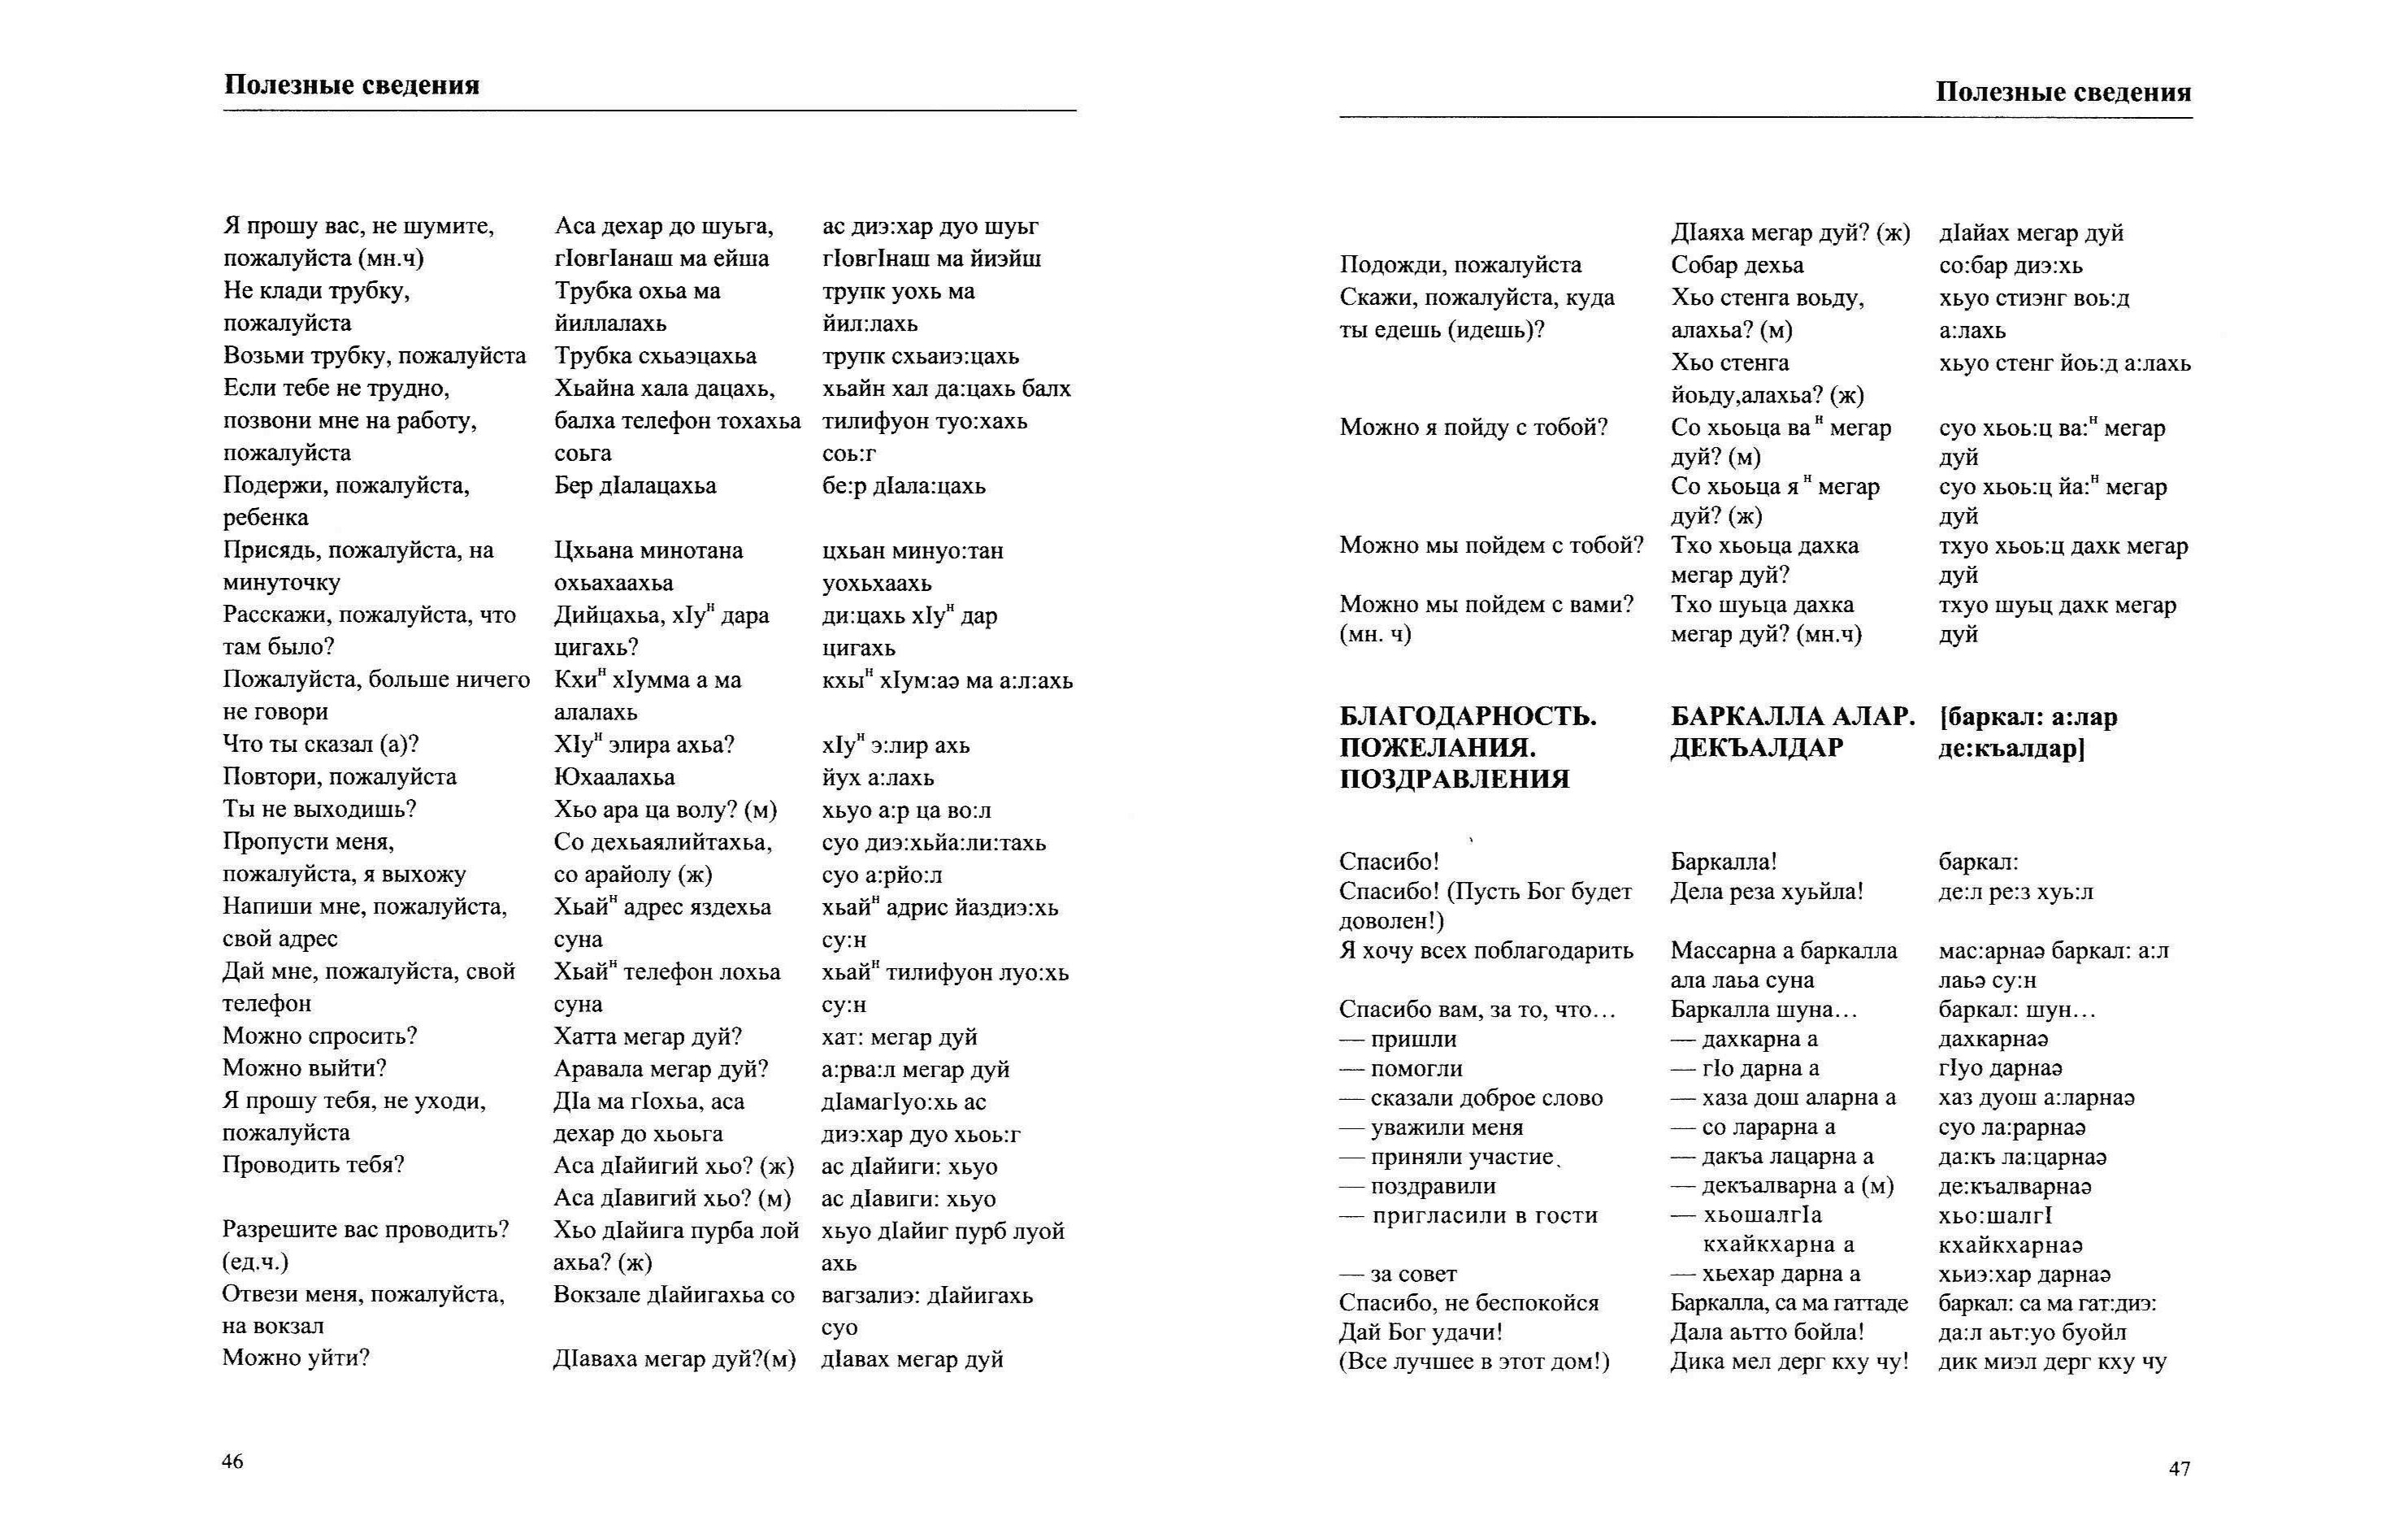 Полезные сведения
Я прошу вас, не шумите, Аса дехар до шуьга, ас диэ:хар дуо шуьг
пожалуйста (мн.ч) гIовгIанаш ма ейша гIовгIнаш ма йиэйш
Не клади трубку, Трубка охьа ма трупк уохь ма
пожалуйста йиллалахь йил:лахь
Возьми трубку, пожалуйста Трубка схьаэцахьа трупк схьаиэ:цахь
Если тебе не трудно, Хьайна хала дацахь, хьайн хал да:цахь балх
позвони мне на работу, балха телефон тохахьа тилифуон туо:хахь
пожалуйста соьга соь:г
Подержи, пожалуйста, Бер дIалацахьа бе:р дIала:цахь
ребенка
Присядь, пожалуйста, на Цхьана минотана цхьан минуо:тан
минуточку охьахаахьа уохьхаахь
Расскажи, пожалуйста, что Дийцахьа, хIуᵸ дара ди:цахь хIуᵸ дар
там было? цигахь? цигахь
Пожалуйста, больше ничего Кхиᵸ хIумма а ма кхыᵸ хIум:аэ ма а:л:ахь
не говори алалахь
Что ты сказал (а)? ХIуᵸ элира ахьа? хIуᵸ э:лир ахь
Повтори, пожалуйста Юхаалахьа йух а:лахь
Ты не выходишь? Хьо ара ца волу? (м) хьуо а:р ца во:л
Пропусти меня, Со дехьаялийтахьа, суо диэ:хьйа:ли:тахь
пожалуйста, я выхожу со арайолу (ж) суо а:рйо:л
Напиши мне, пожалуйста, Хьайᵸ адрес яздехьа хьайᵸ адрис йаздиэ:хь
свой адрес суна су:н
Дай мне, пожалуйста, свой Хьайᵸ телефон лохьа хьайᵸ тилифуон луо:хь
телефон суна су:н
Можно спросить? Хатта мегар дуй? хат: мегар дуй
Можно выйти? Аравала мегар дуй? а:рва:л мегар дуй
Я прошу тебя, не уходи, ДIа ма гIохьа, аса дIамагIуо:хь ас
пожалуйста дехар до хьоьга диэ:хар дуо хьоь:г
Проводить тебя? Аса дIайигий хьо? (ж) ас дIайиги: хьуо
Аса дIавигий хьо? (м) ас дIавиги: хьуо
Разрешите вас проводить? Хьо дIайига пурба лой хьуо дIайиг пурб луой
(ед.ч.) ахьа? (ж) ахь
Отвези меня, пожалуйста, Вокзале дIайигахьа со вагзалиэ: дIайигахь
на вокзал суо
Можно уйти? ДIаваха мегар дуй?(м) дIавах мегар дуй
46
Полезные сведения
ДIаяха мегар дуй? (ж) дIайах мегар дуй
Подожди, пожалуйста Собар дехьа со:бар диэ:хь
Скажи, пожалуйста, куда Хьо стенга воьду, хьуо стиэнг воь:д
ты едешь (идешь)? алахьа? (м) а:лахь
Хьо стенга хьуо стенг йоь:д а:лахь
йоьду,алахьа? (ж)
Можно я пойду с тобой? Со хьоьца ваᵸ мегар суо хьоь:ц ва:ᵸ мегар
дуй? (м) дуй
Со хьоьца яᵸ мегар суо хьоь:ц йа:ᵸ мегар
дуй? (ж) дуй
Можно мы пойдем с тобой? Тхо хьоьца дахка тхуо хьоь:ц дахк мегар
мегар дуй? дуй
Можно мы пойдем с вами? Тхо шуьца дахка тхуо шуьц дахк мегар
(мн. ч) мегар дуй? (мн.ч) дуй
БЛАГОДАРНОСТЬ. БАРКАЛЛА АЛАР. [баркал: а:лар
ПОЖЕЛАНИЯ. ДЕКЪАЛДАР де:къалдар]
ПОЗДРАВЛЕНИЯ
Спасибо! Баркалла! баркал:
Спасибо! (Пусть Бог будет Дела реза хуьйла! де:л ре:з хуь:л
доволен!)
Я хочу всех поблагодарить Массарна а баркалла мас:арнаэ баркал: а:л
ала лаьа суна лаьэ су:н
Спасибо вам, за то, что… Баркалла шуна… баркал: шун…
— пришли — дахкарна а дахкарнаэ
— помогли — гIо дарна а гIуо дарнаэ
— сказали доброе слово — хаза дош аларна а хаз дуош а:ларнаэ
— уважили меня — со ларарна а суо ла:рарнаэ
— приняли участие — дакъа лацарна а да:къ ла:царнаэ
— поздравили — декъалварна а (м) де:къалварнаэ
— пригласили в гости — хьошалгIа хьо:шалгI
кхайкхарна а кхайкхарнаэ
— за совет — хьехар дарна а хьиэ:хар дарнаэ
Спасибо, не беспокойся Баркалла, са ма гаттаде баркал: са ма гат:диэ:
Дай Бог удачи! Дала аьтто бойла! да:л аьт:уо буойл
(Все лучшее в этот дом!) Дика мел дерг кху чу! дик миэл дерг кху чу
47